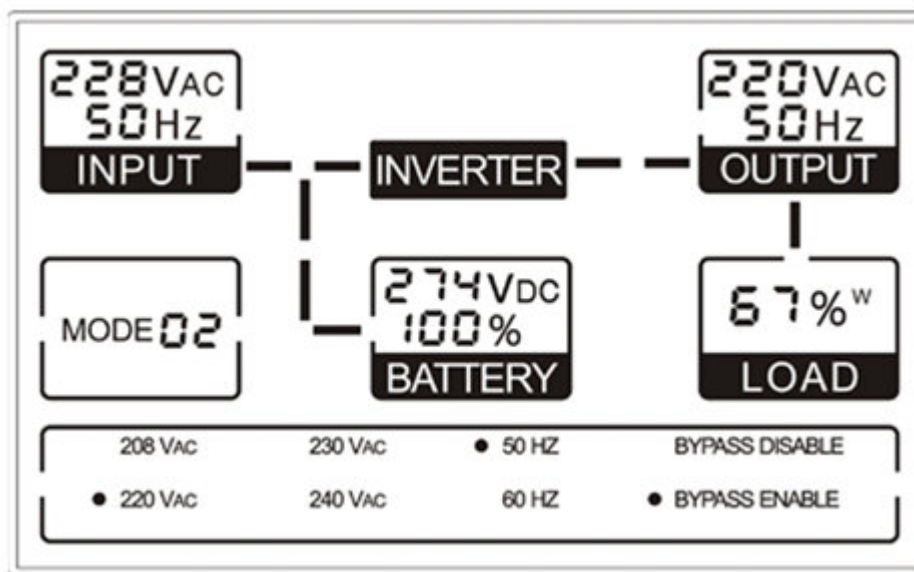 228VAC
50HZ
INPUT
INVERTER
220VAC
50HZ
OUTPUT
MODE 02
274VDC
100%
BATTERY
67%W
LOAD
208 VAC
230 VAC
● 50 HZ
BYPASS DISABLE
● 220 VAC
240 VAC
60 HZ
● BYPASS ENABLE